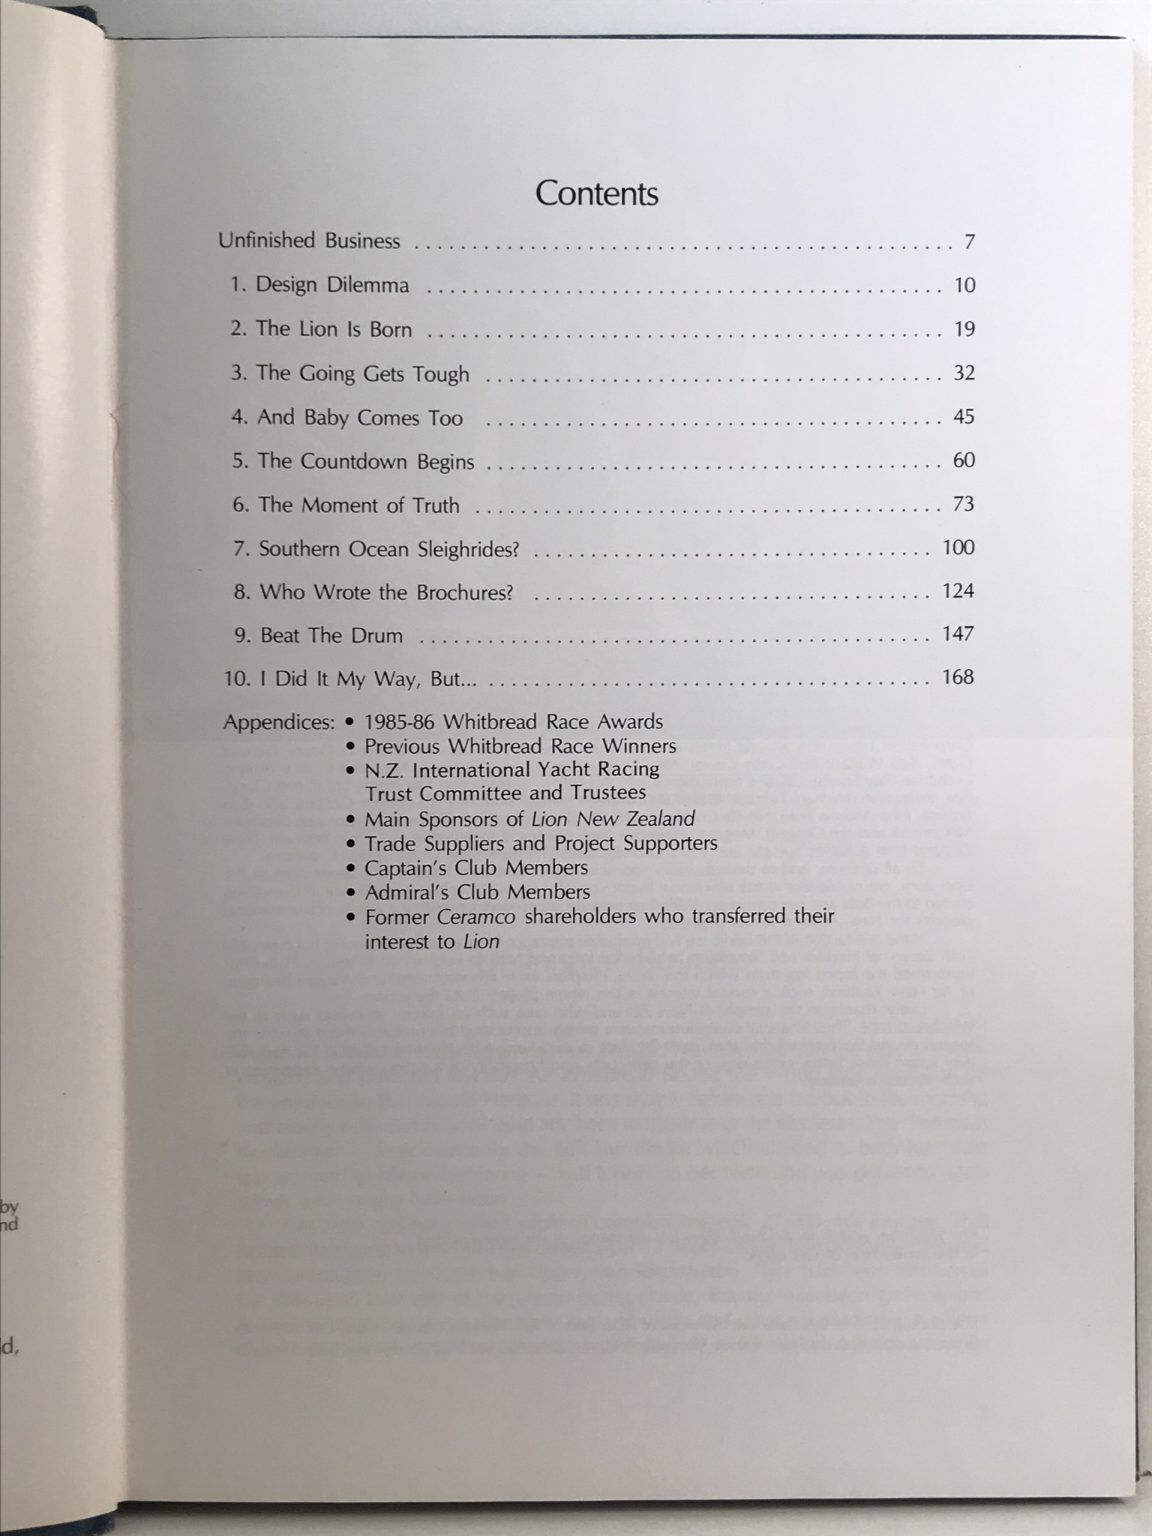 Contents
Unfinished Business ................................................ 7
1. Design Dilemma .............................................. 10
2. The Lion Is Born .............................................. 19
3. The Going Gets Tough ........................................ 32
4. And Baby Comes Too ........................................ 45
5. The Countdown Begins ........................................ 60
6. The Moment of Truth ......................................... 73
7. Southern Ocean Sleighrides? ................................... 100
8. Who Wrote the Brochures? ................................... 124
9. Beat The Drum ............................................. 147
10. I Did It My Way, But... ....................................... 168
Appendices: • 1985-86 Whitbread Race Awards
• Previous Whitbread Race Winners
• N.Z. International Yacht Racing
Trust Committee and Trustees
• Main Sponsors of Lion New Zealand
• Trade Suppliers and Project Supporters
• Captain's Club Members
• Admiral's Club Members
• Former Ceramco shareholders who transferred their
interest to Lion
by
nd
d,